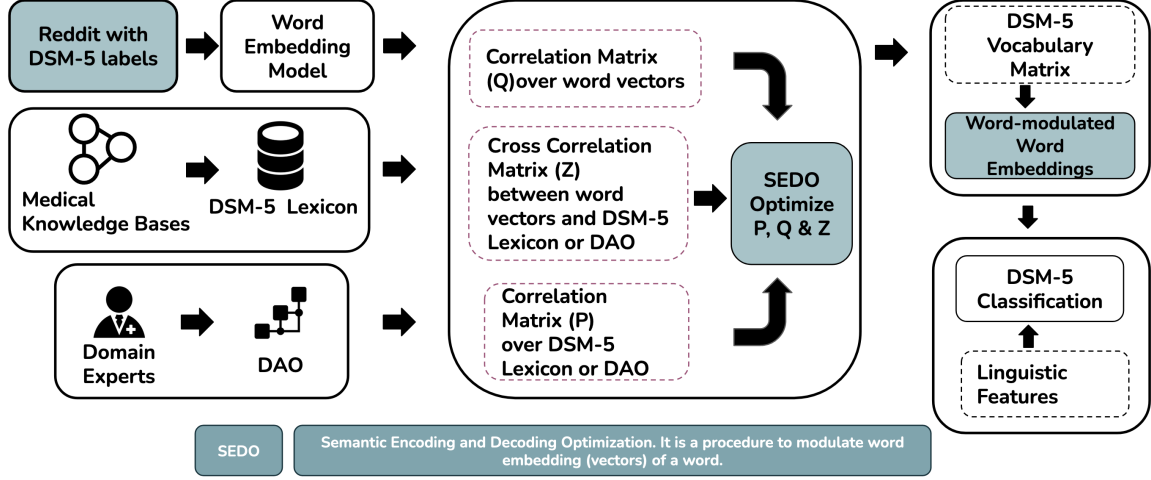 Reddit with
DSM-5 labels
Word
Embedding
Model
Medical
Knowledge Bases
DSM-5 Lexicon
Domain
Experts
DAO
Correlation Matrix
(Q)over word vectors
Cross Correlation
Matrix (Z)
between word
vectors and DSM-5
Lexicon or DAO
Correlation
Matrix (P)
over DSM-5
Lexicon or DAO
SEDO
Optimize
P, Q & Z
DSM-5
Vocabulary
Matrix
Word-modulated
Word
Embeddings
DSM-5
Classification
Linguistic
Features
SEDO
Semantic Encoding and Decoding Optimization. It is a procedure to modulate word
embedding (vectors) of a word.